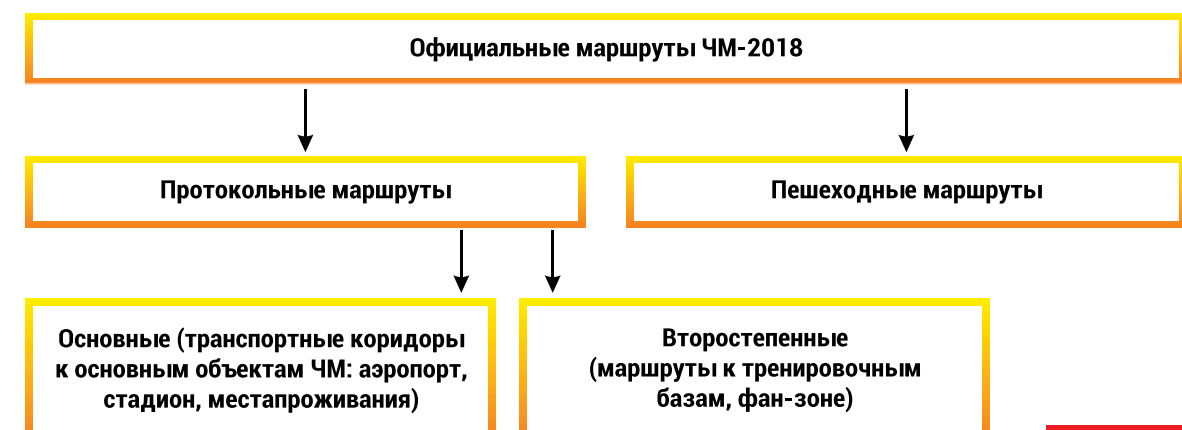 Официальные маршруты ЧМ-2018
Протокольные маршруты
Пешеходные маршруты
Основные (транспортные коридоры
к основным объектам ЧМ: аэропорт,
стадион, местапроживания)
Второстепенные
(маршруты к тренировочным
базам, фан-зоне)